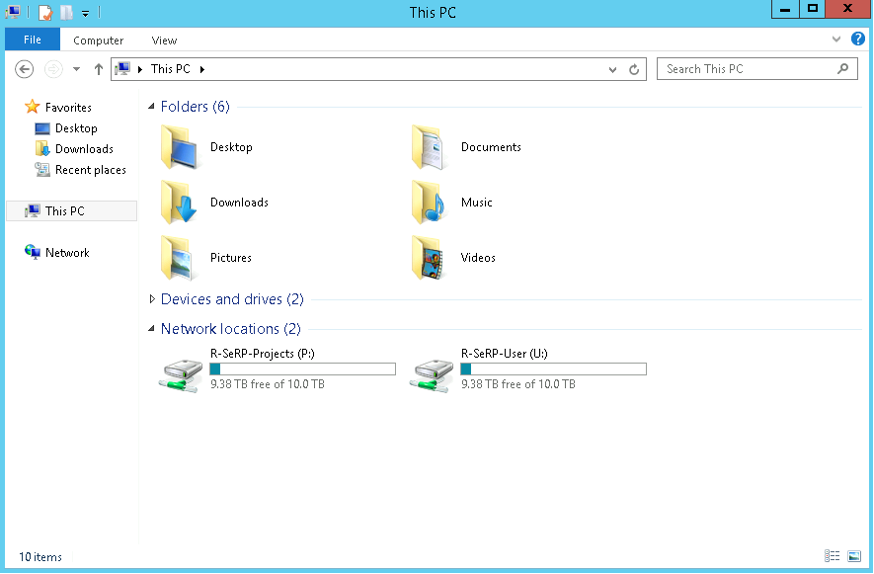 This PC
File Computer View
This PC
Search This PC
Favorites
Desktop
Downloads
Recent places
This PC
Network
Folders (6)
Desktop
Documents
Downloads
Music
Pictures
Videos
Devices and drives (2)
Network locations (2)
R-SeRP-Projects (P:)
9.38 TB free of 10.0 TB
R-SeRP-User (U:)
9.38 TB free of 10.0 TB
10 items